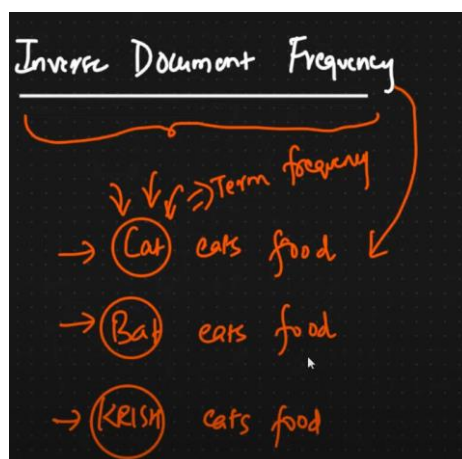 Inverse Document Frequency
=> Term frequency
→ Cat eats food
→ Bat eats food
→ KRISH eats food